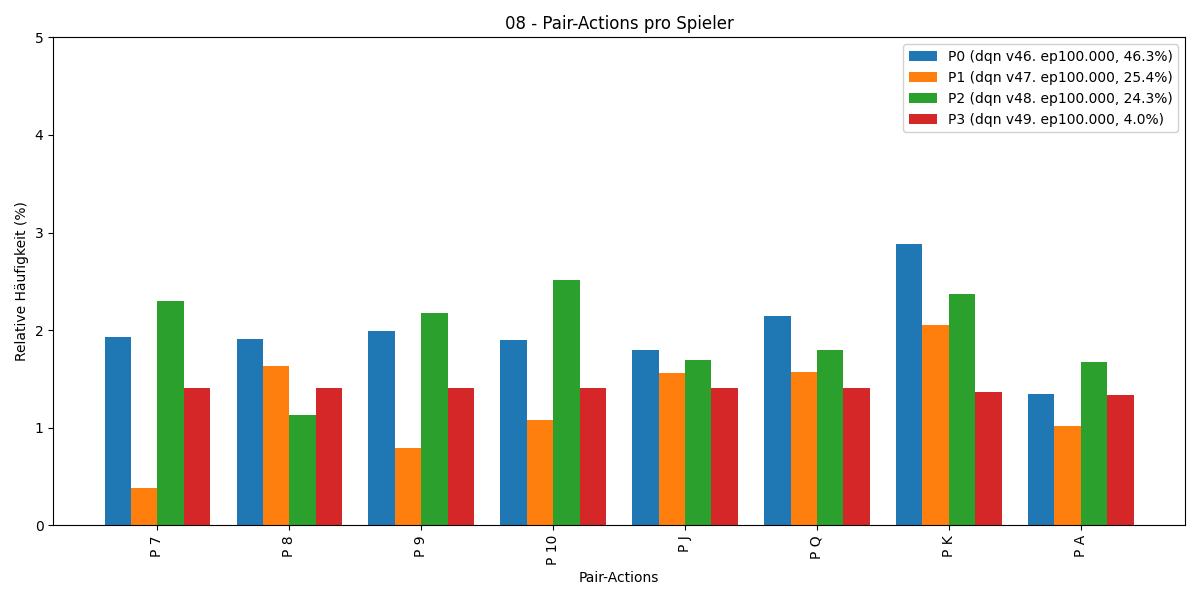 08 - Pair-Actions pro Spieler
P0 (dqn v46. ep100.000, 46.3%)
P1 (dqn v47. ep100.000, 25.4%)
P2 (dqn v48. ep100.000, 24.3%)
P3 (dqn v49. ep100.000, 4.0%)
Relative Häufigkeit (%)
5
4
3
2
1
0
P 7
P 8
P 9
P 10
P J
P Q
P K
P A
Pair-Actions